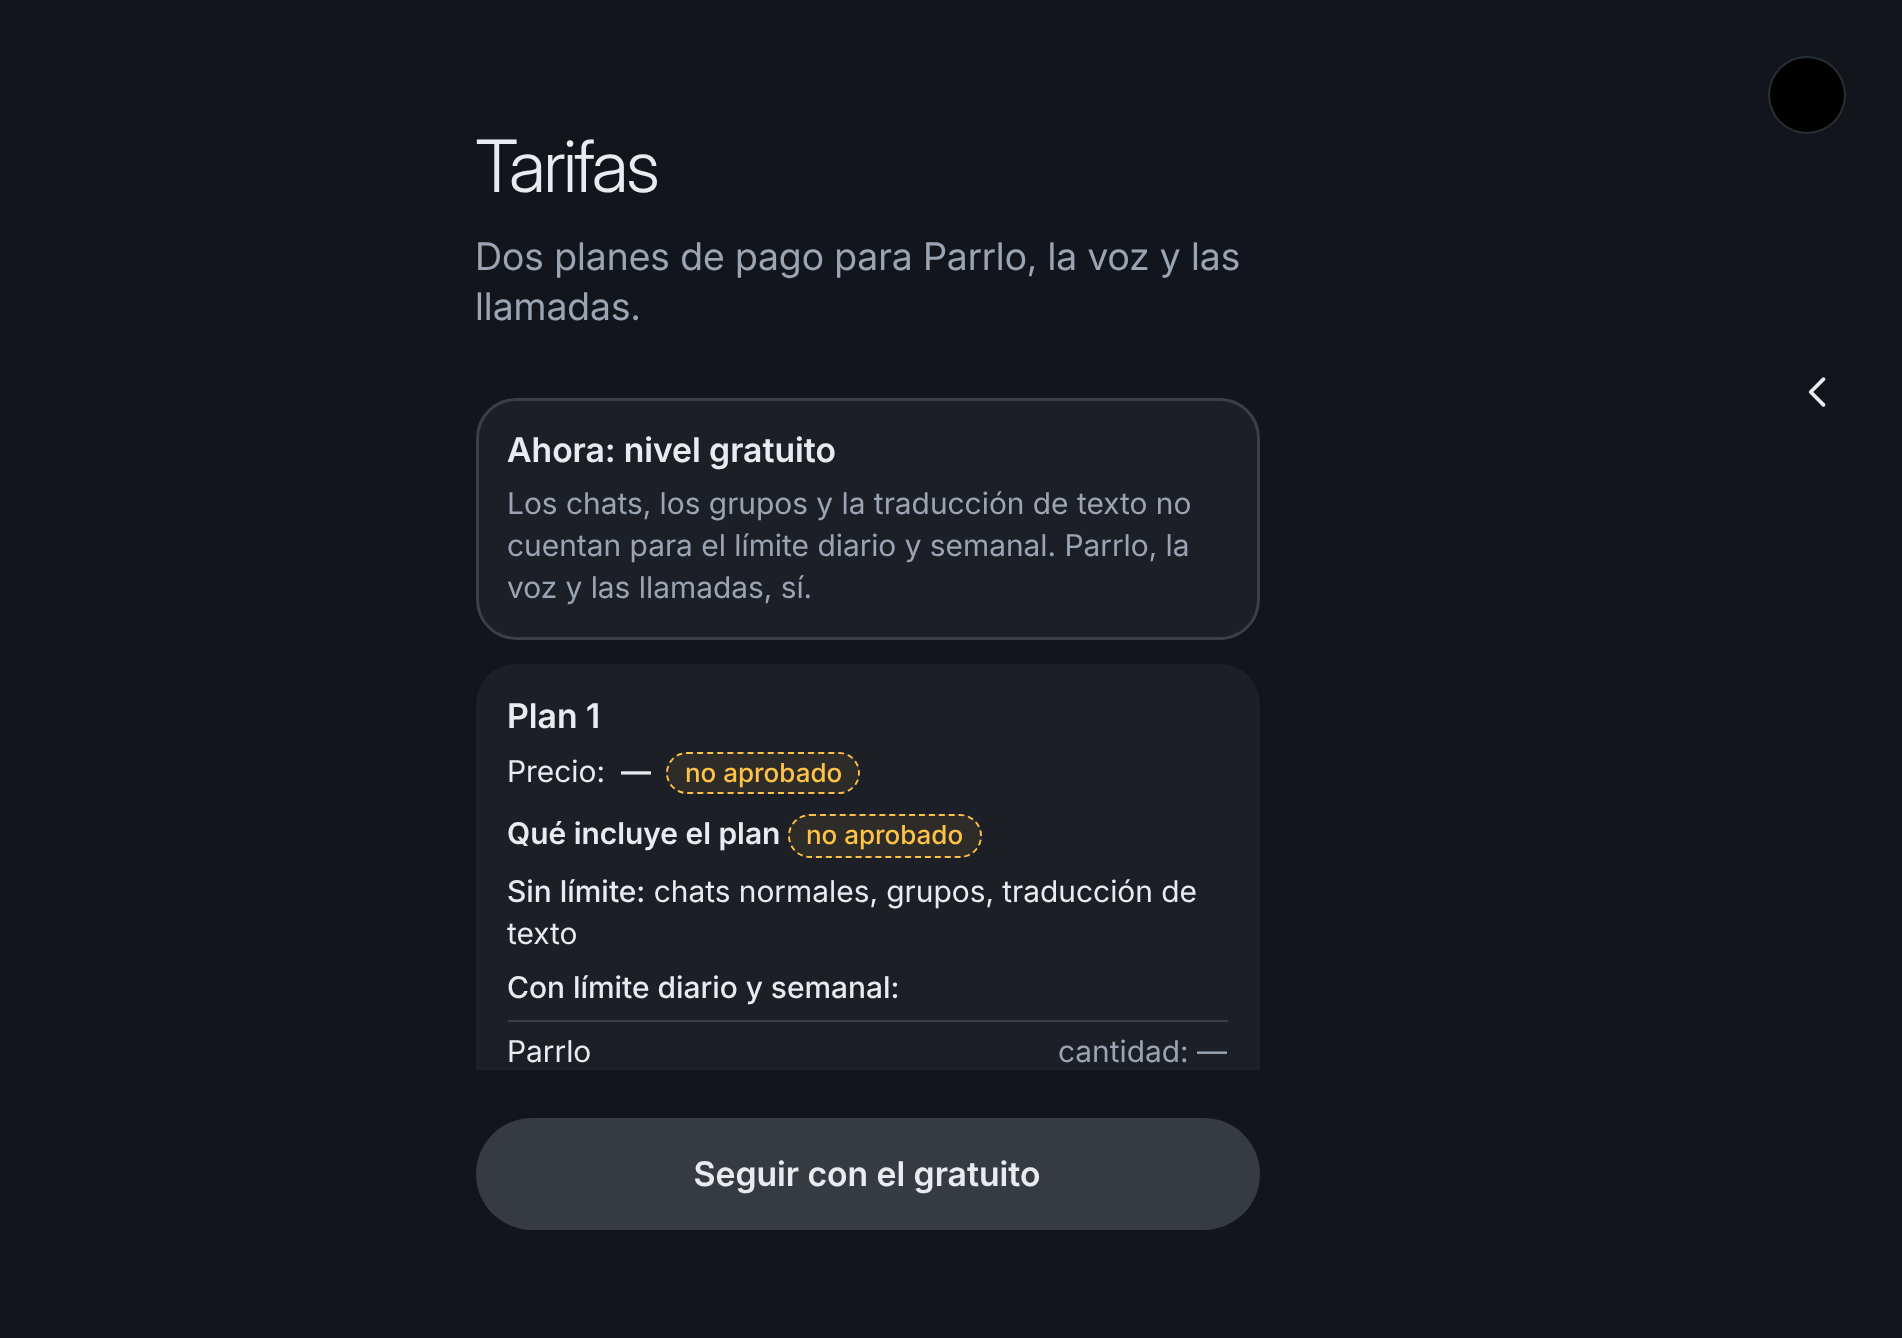 Tarifas
Dos planes de pago para Parrlo, la voz y las
llamadas.
Ahora: nivel gratuito
Los chats, los grupos y la traducción de texto no
cuentan para el límite diario y semanal. Parrlo, la
voz y las llamadas, sí.
Plan 1
Precio: — no aprobado
Qué incluye el plan no aprobado
Sin límite: chats normales, grupos, traducción de
texto
Con límite diario y semanal:
Parrlo cantidad: —
Seguir con el gratuito